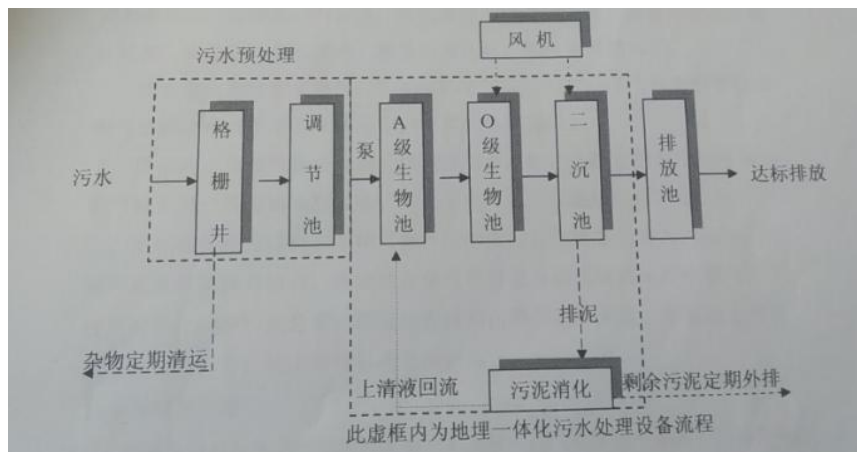 风机
污水预处理
污水
格栅井
调节池
泵
A级生物池
O级生物池
二沉池
排放池
达标排放
排泥
杂物定期清运
上清液回流
污泥消化
剩余污泥定期外排
此虚框内为地埋一体化污水处理设备流程